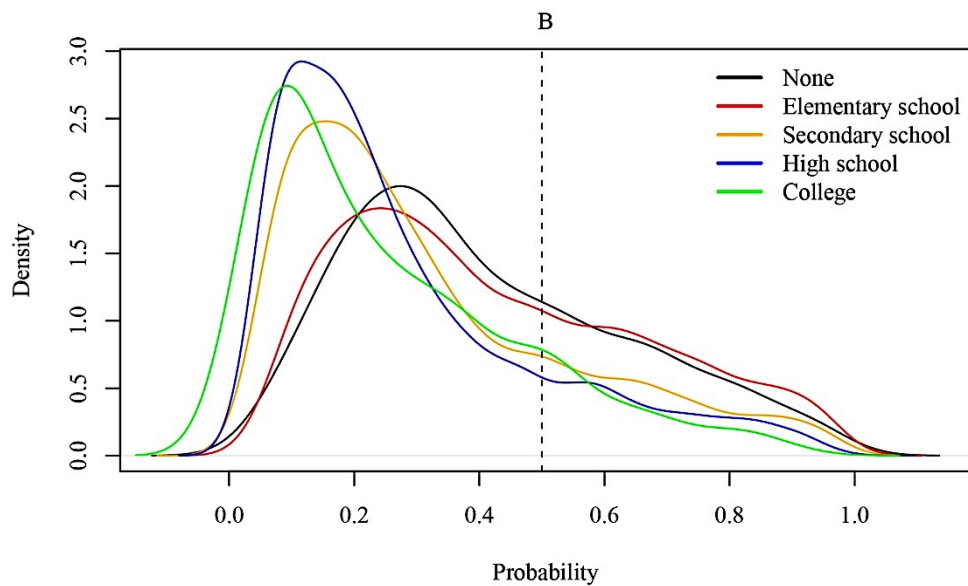 B
3.0
2.5
2.0
1.5
1.0
0.5
0.0
Density
None
Elementary school
Secondary school
High school
College
0.0 0.2 0.4 0.6 0.8 1.0
Probability